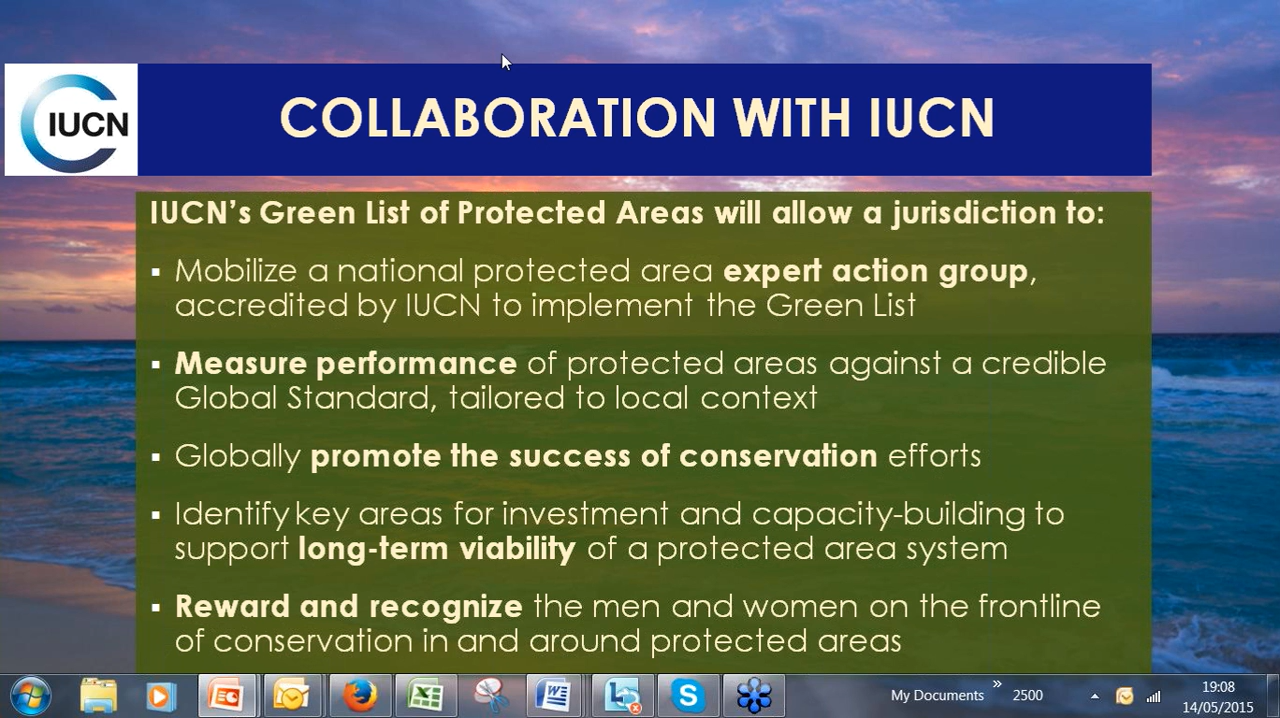 IUCN
COLLABORATION WITH IUCN
IUCN’s Green List of Protected Areas will allow a jurisdiction to:
▪ Mobilize a national protected area expert action group,
accredited by IUCN to implement the Green List
▪ Measure performance of protected areas against a credible
Global Standard, tailored to local context
▪ Globally promote the success of conservation efforts
▪ Identify key areas for investment and capacity-building to
support long-term viability of a protected area system
▪ Reward and recognize the men and women on the frontline
of conservation in and around protected areas
My Documents » 2500
19:08
14/05/2015